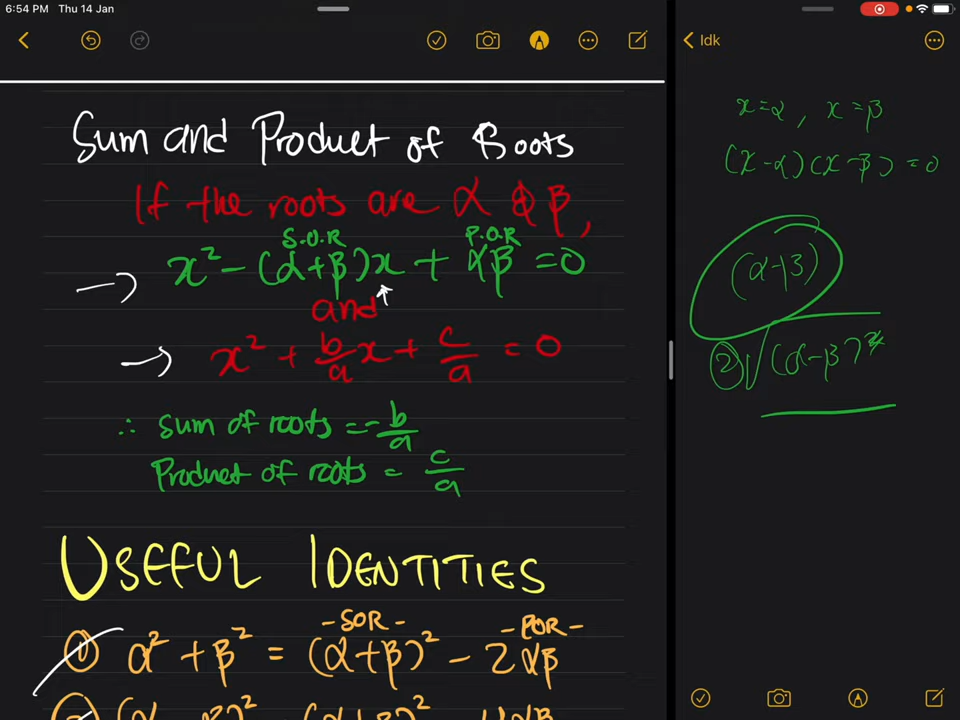 6:54 PM Thu 14 Jan
Sum and Product of Roots
If the roots are α & β,
S.O.R P.O.R
x² - (α+β)x + αβ = 0
and
x² + b/a x + c/a = 0
∴ sum of roots = -b/a
Product of roots = c/a
USEFUL IDENTITIES
-SOR- -POR-
① α² + β² = (α+β)² - 2αβ
Idk
x=α, x=β
(x-α)(x-β)=0
(α-β)
② √(α-β)²